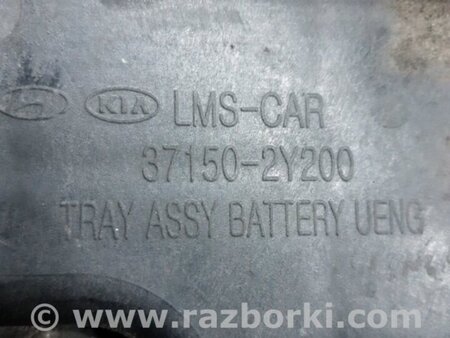 KIA LMS-CAR
37150-2Y200
TRAY ASSY BATTERY UENG
© www.razborki.com